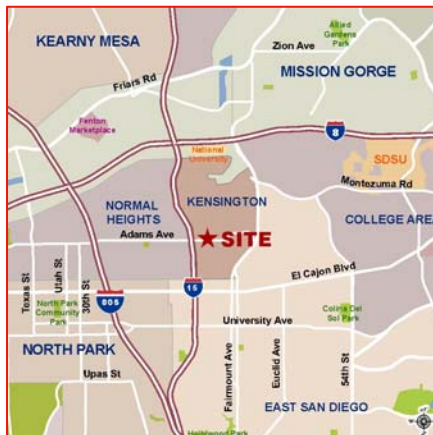 KEARNY MESA
Allied
Gardens
Park
Zion Ave
Friars Rd
MISSION GORGE
Fenton
Marketplace
8
National
University
SDSU
Montezuma Rd
NORMAL
HEIGHTS
KENSINGTON
COLLEGE AREA
Adams Ave
SITE
El Cajon Blvd
Texas St
Utah St
30th St
15
805
North Park
Community
Park
Colina Del
Sol Park
University Ave
NORTH PARK
Upas St
Fairmount Ave
Euclid Ave
54th St
EAST SAN DIEGO